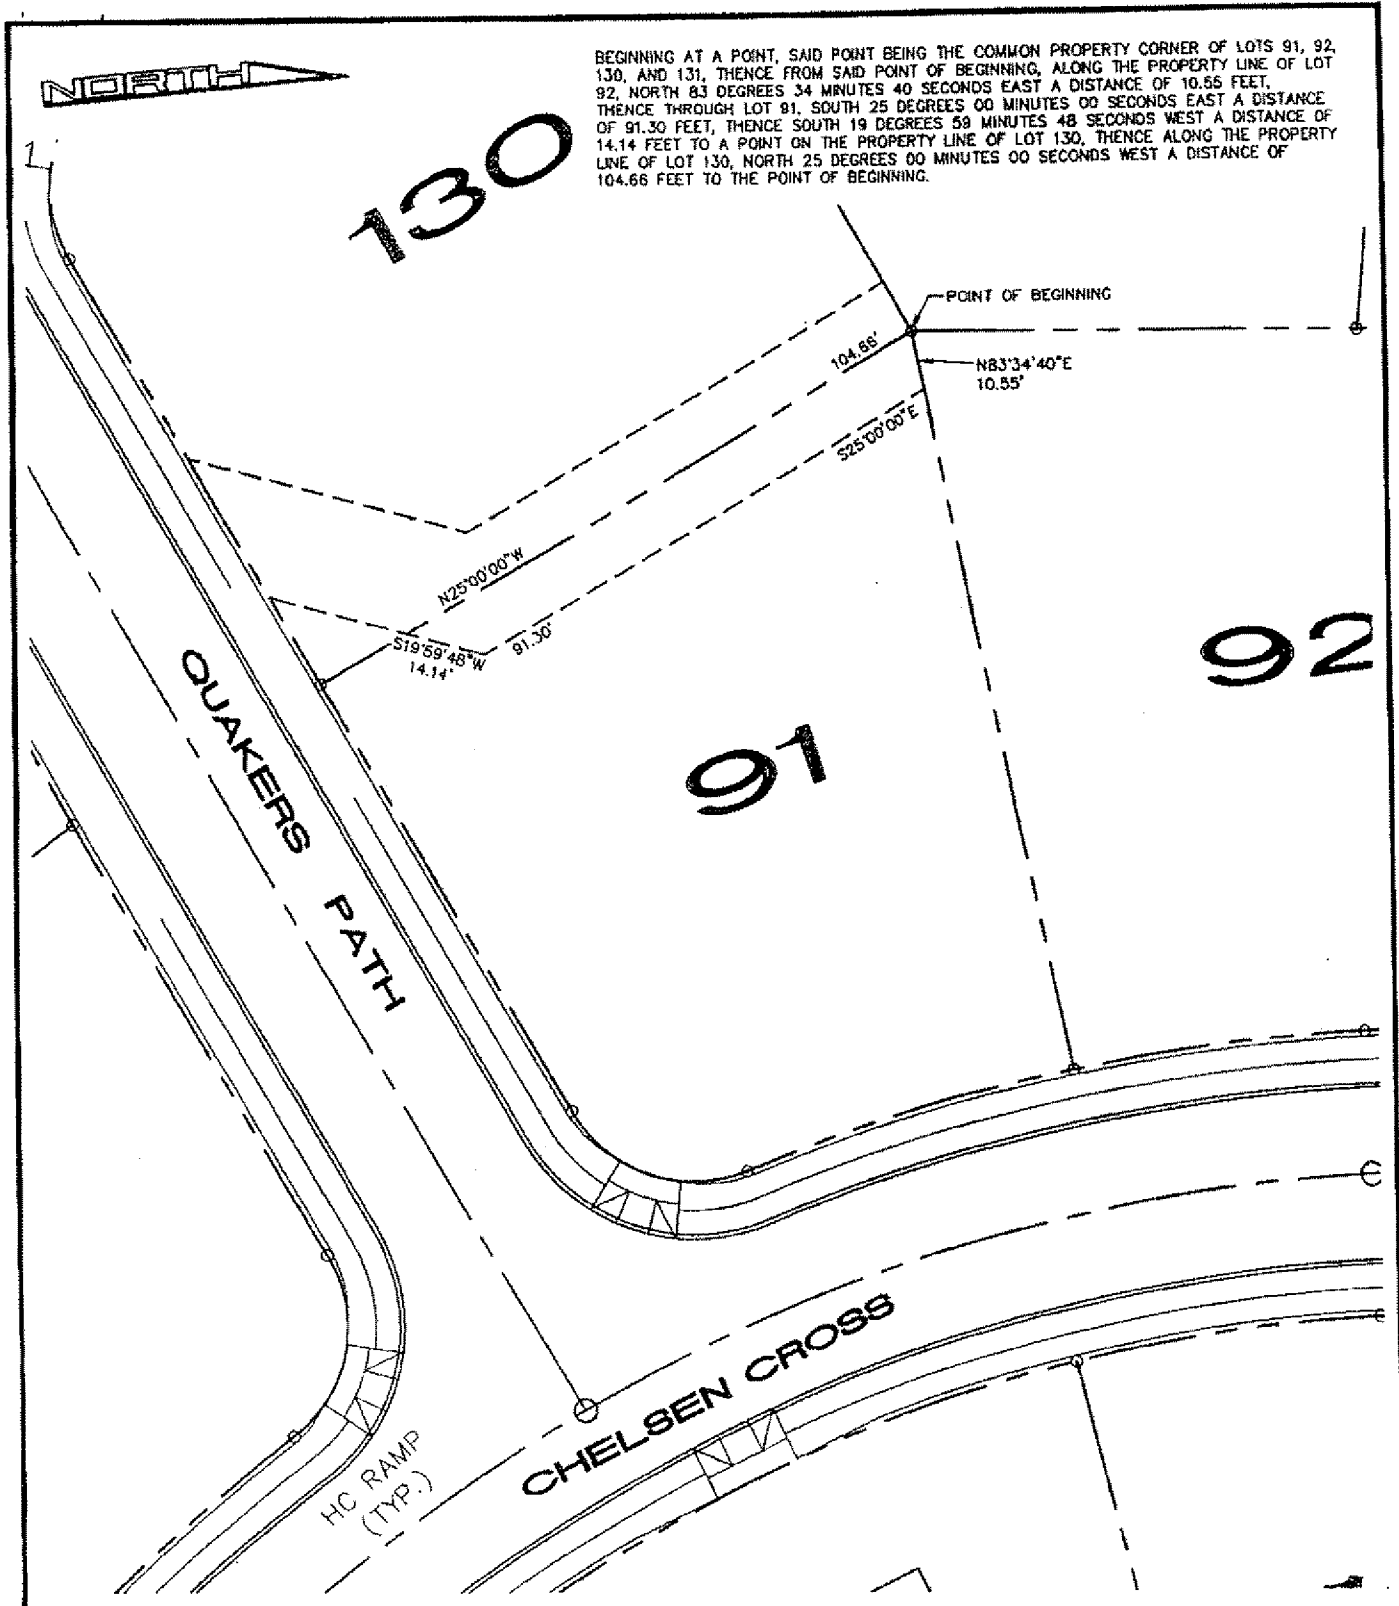 NORTH
BEGINNING AT A POINT, SAID POINT BEING THE COMMON PROPERTY CORNER OF LOTS 91, 92,
130, AND 131, THENCE FROM SAID POINT OF BEGINNING, ALONG THE PROPERTY LINE OF LOT
92, NORTH 83 DEGREES 34 MINUTES 40 SECONDS EAST A DISTANCE OF 10.55 FEET,
THENCE THROUGH LOT 91, SOUTH 25 DEGREES 00 MINUTES 00 SECONDS EAST A DISTANCE
OF 91.30 FEET, THENCE SOUTH 19 DEGREES 59 MINUTES 48 SECONDS WEST A DISTANCE OF
14.14 FEET TO A POINT ON THE PROPERTY LINE OF LOT 130, THENCE ALONG THE PROPERTY
LINE OF LOT 130, NORTH 25 DEGREES 00 MINUTES 00 SECONDS WEST A DISTANCE OF
104.66 FEET TO THE POINT OF BEGINNING.
1
130
POINT OF BEGINNING
104.66'
N83°34'40"E
10.55'
S25°00'00"E
N25°00'00"W
S19°59'48"W
14.14'
91.30'
92
91
QUAKERS PATH
CHELSEN CROSS
HC RAMP
(TYP.)